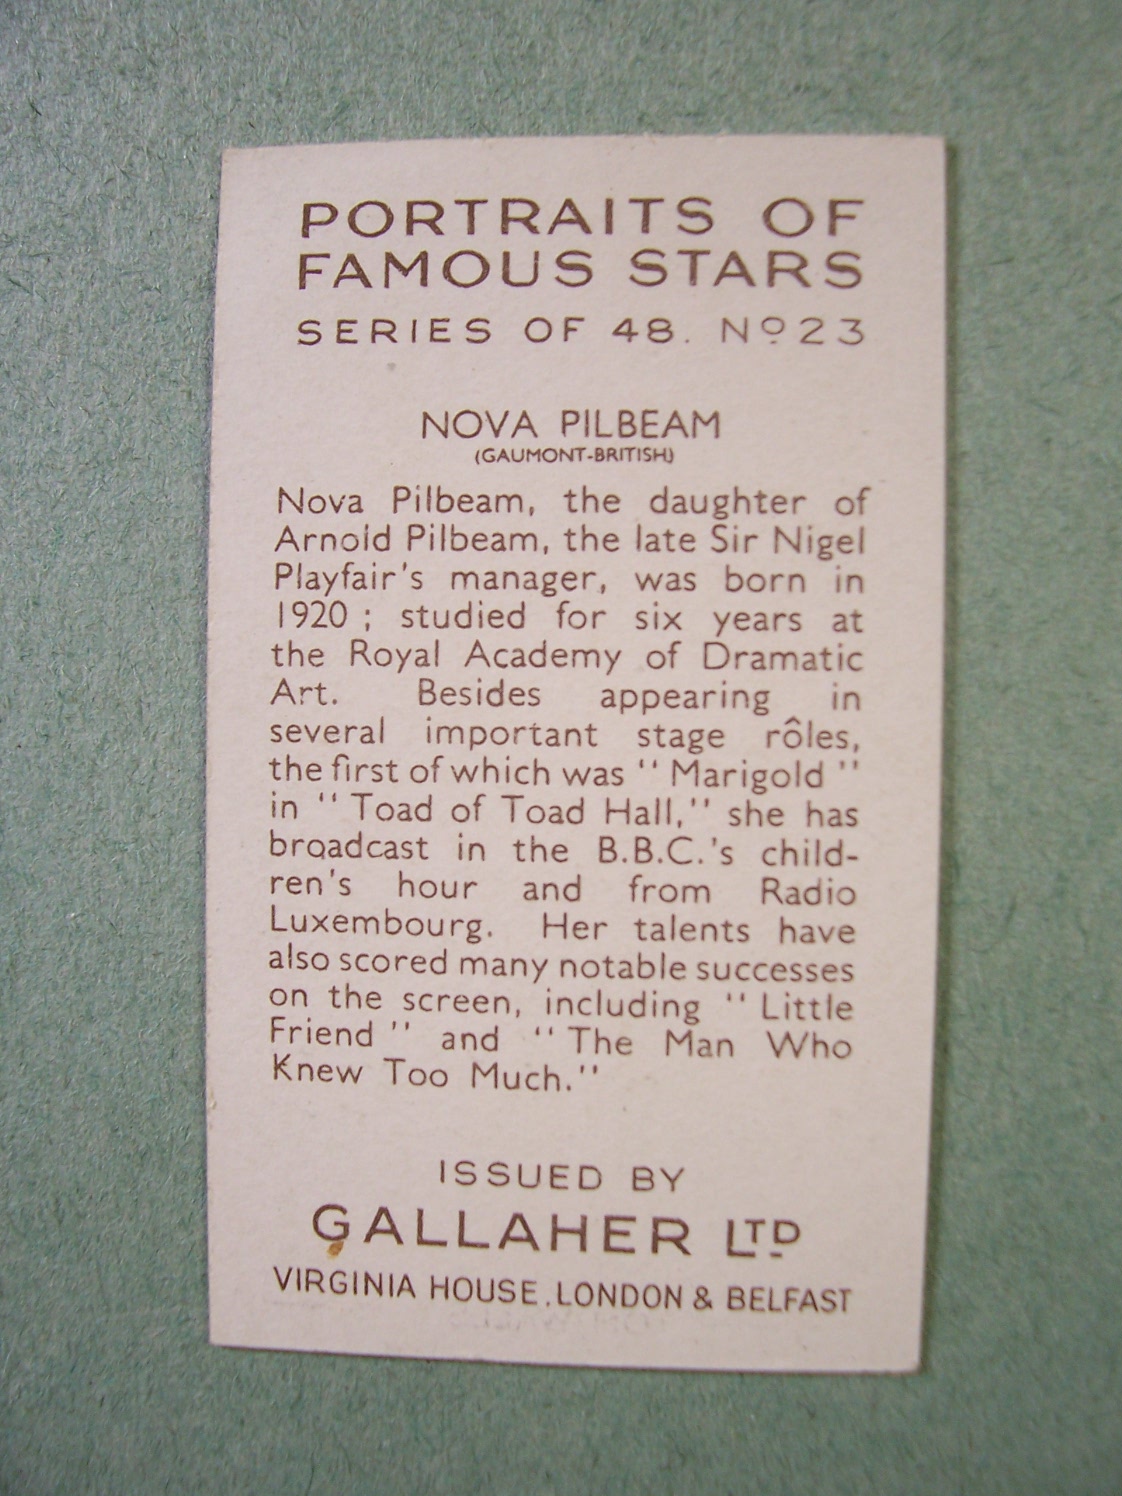 PORTRAITS OF
FAMOUS STARS
SERIES OF 48. Nº 23
NOVA PILBEAM
(GAUMONT-BRITISH)
Nova Pilbeam, the daughter of
Arnold Pilbeam, the late Sir Nigel
Playfair's manager, was born in
1920 ; studied for six years at
the Royal Academy of Dramatic
Art. Besides appearing in
several important stage rôles,
the first of which was " Marigold "
in " Toad of Toad Hall," she has
broadcast in the B.B.C.'s child-
ren's hour and from Radio
Luxembourg. Her talents have
also scored many notable successes
on the screen, including " Little
Friend " and " The Man Who
Knew Too Much."
ISSUED BY
GALLAHER LTD
VIRGINIA HOUSE, LONDON & BELFAST